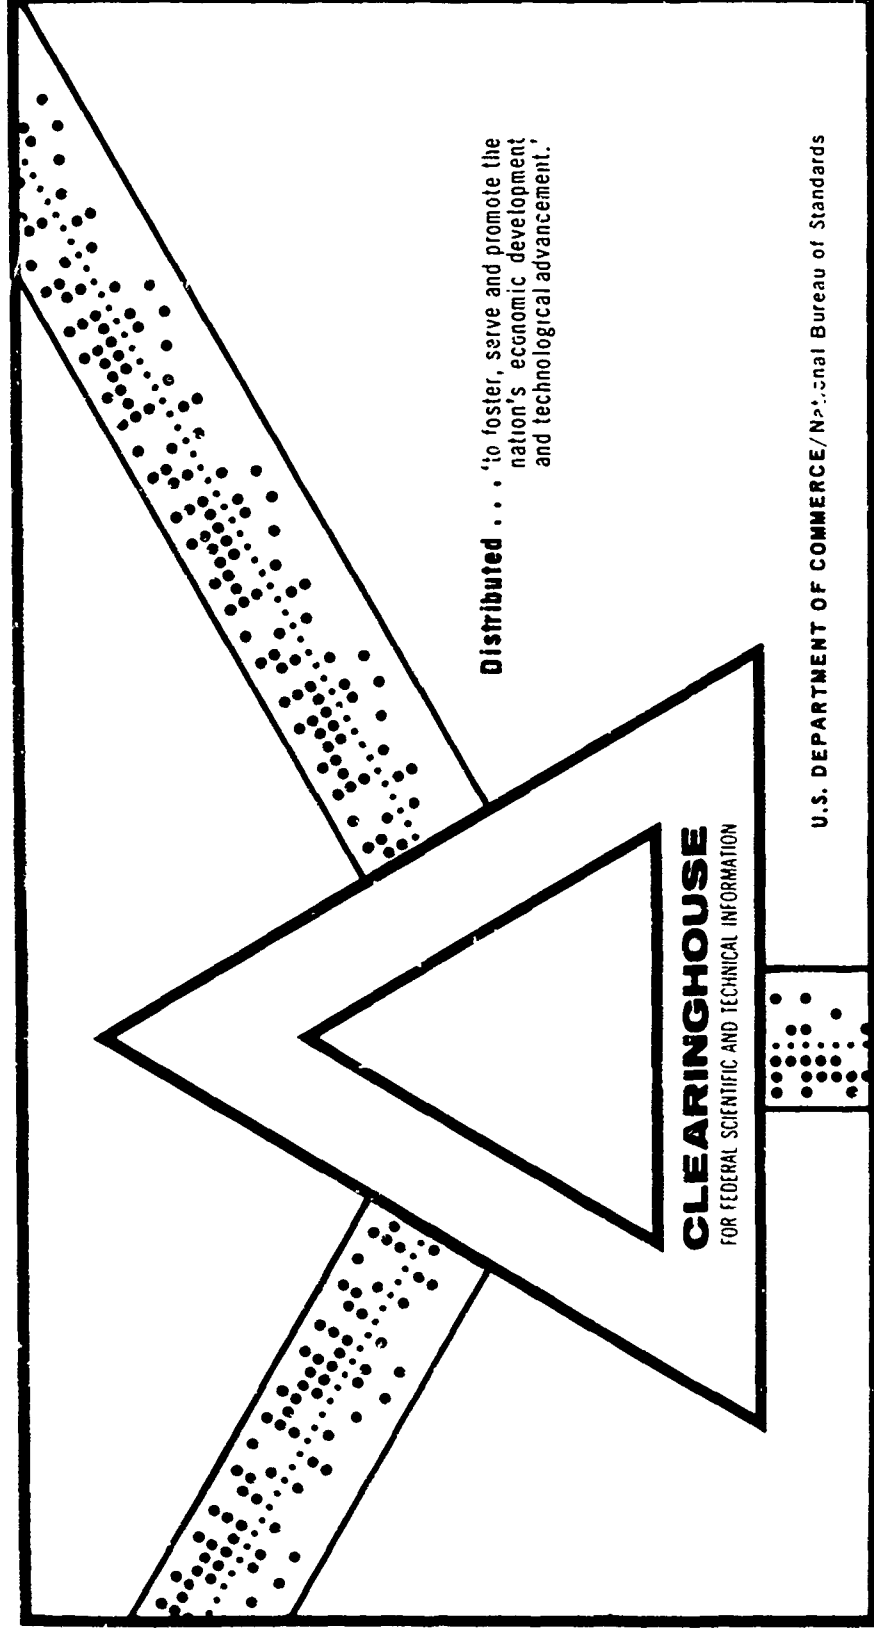 Distributed . . . 'to foster, serve and promote the
nation's economic development
and technological advancement.'
CLEARINGHOUSE
FOR FEDERAL SCIENTIFIC AND TECHNICAL INFORMATION
U.S. DEPARTMENT OF COMMERCE/National Bureau of Standards